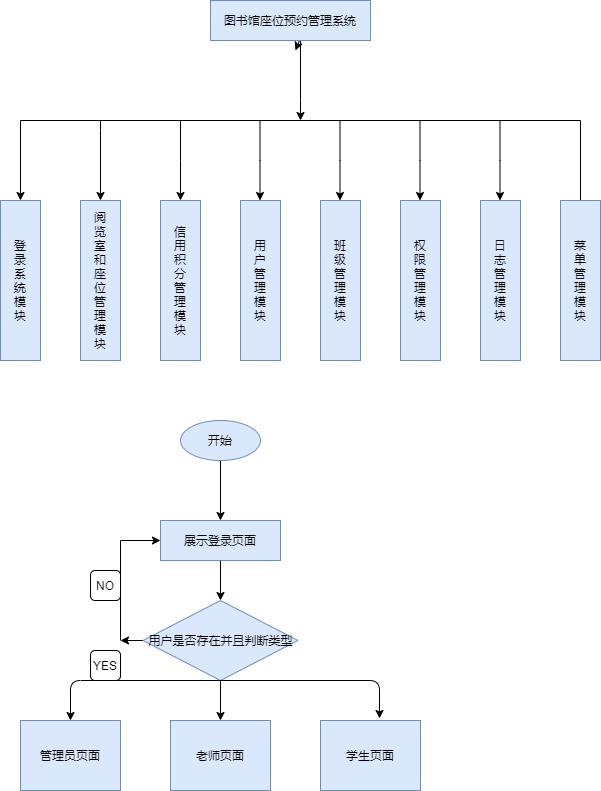 图书馆座位预约管理系统
登录系统模块
阅览室和座位管理模块
信用积分管理模块
用户管理模块
班级管理模块
权限管理模块
日志管理模块
菜单管理模块
开始
展示登录页面
NO
用户是否存在并且判断类型
YES
管理员页面
老师页面
学生页面